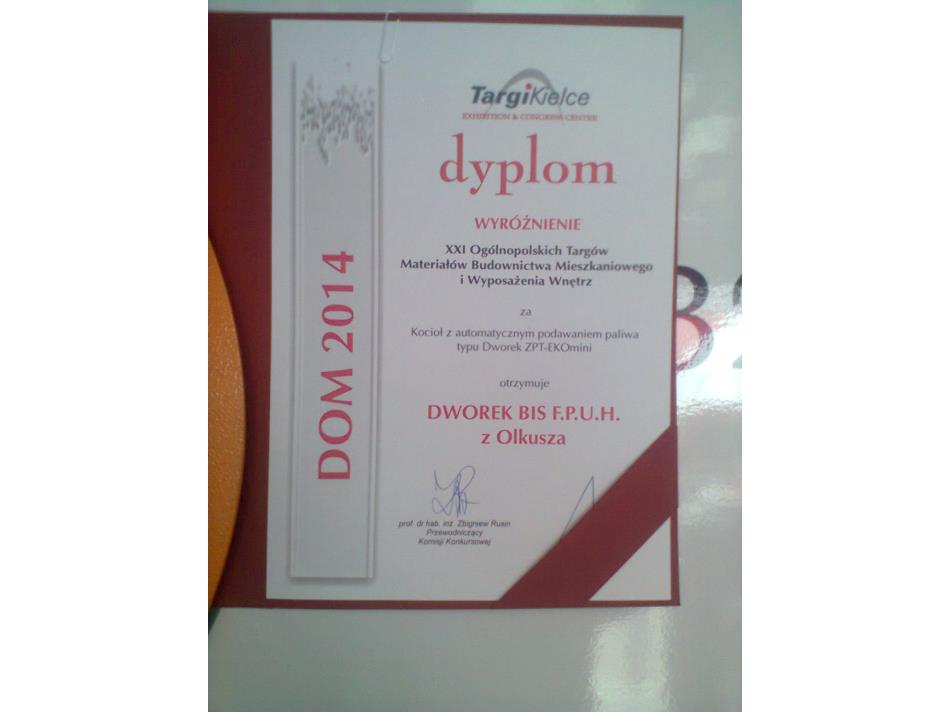 TargiKielce
EXHIBITION & CONGRESS CENTRE
dyplom
WYRÓŻNIENIE
XXI Ogólnopolskich Targów
Materiałów Budownictwa Mieszkaniowego
i Wyposażenia Wnętrz
za
Kocioł z automatycznym podawaniem paliwa
typu Dworek ZPT-EKOmini
otrzymuje
DWOREK BIS F.P.U.H.
z Olkusza
prof. dr hab. inż. Zbigniew Rusin
Przewodniczący
Komisji Konkursowej
DOM 2014